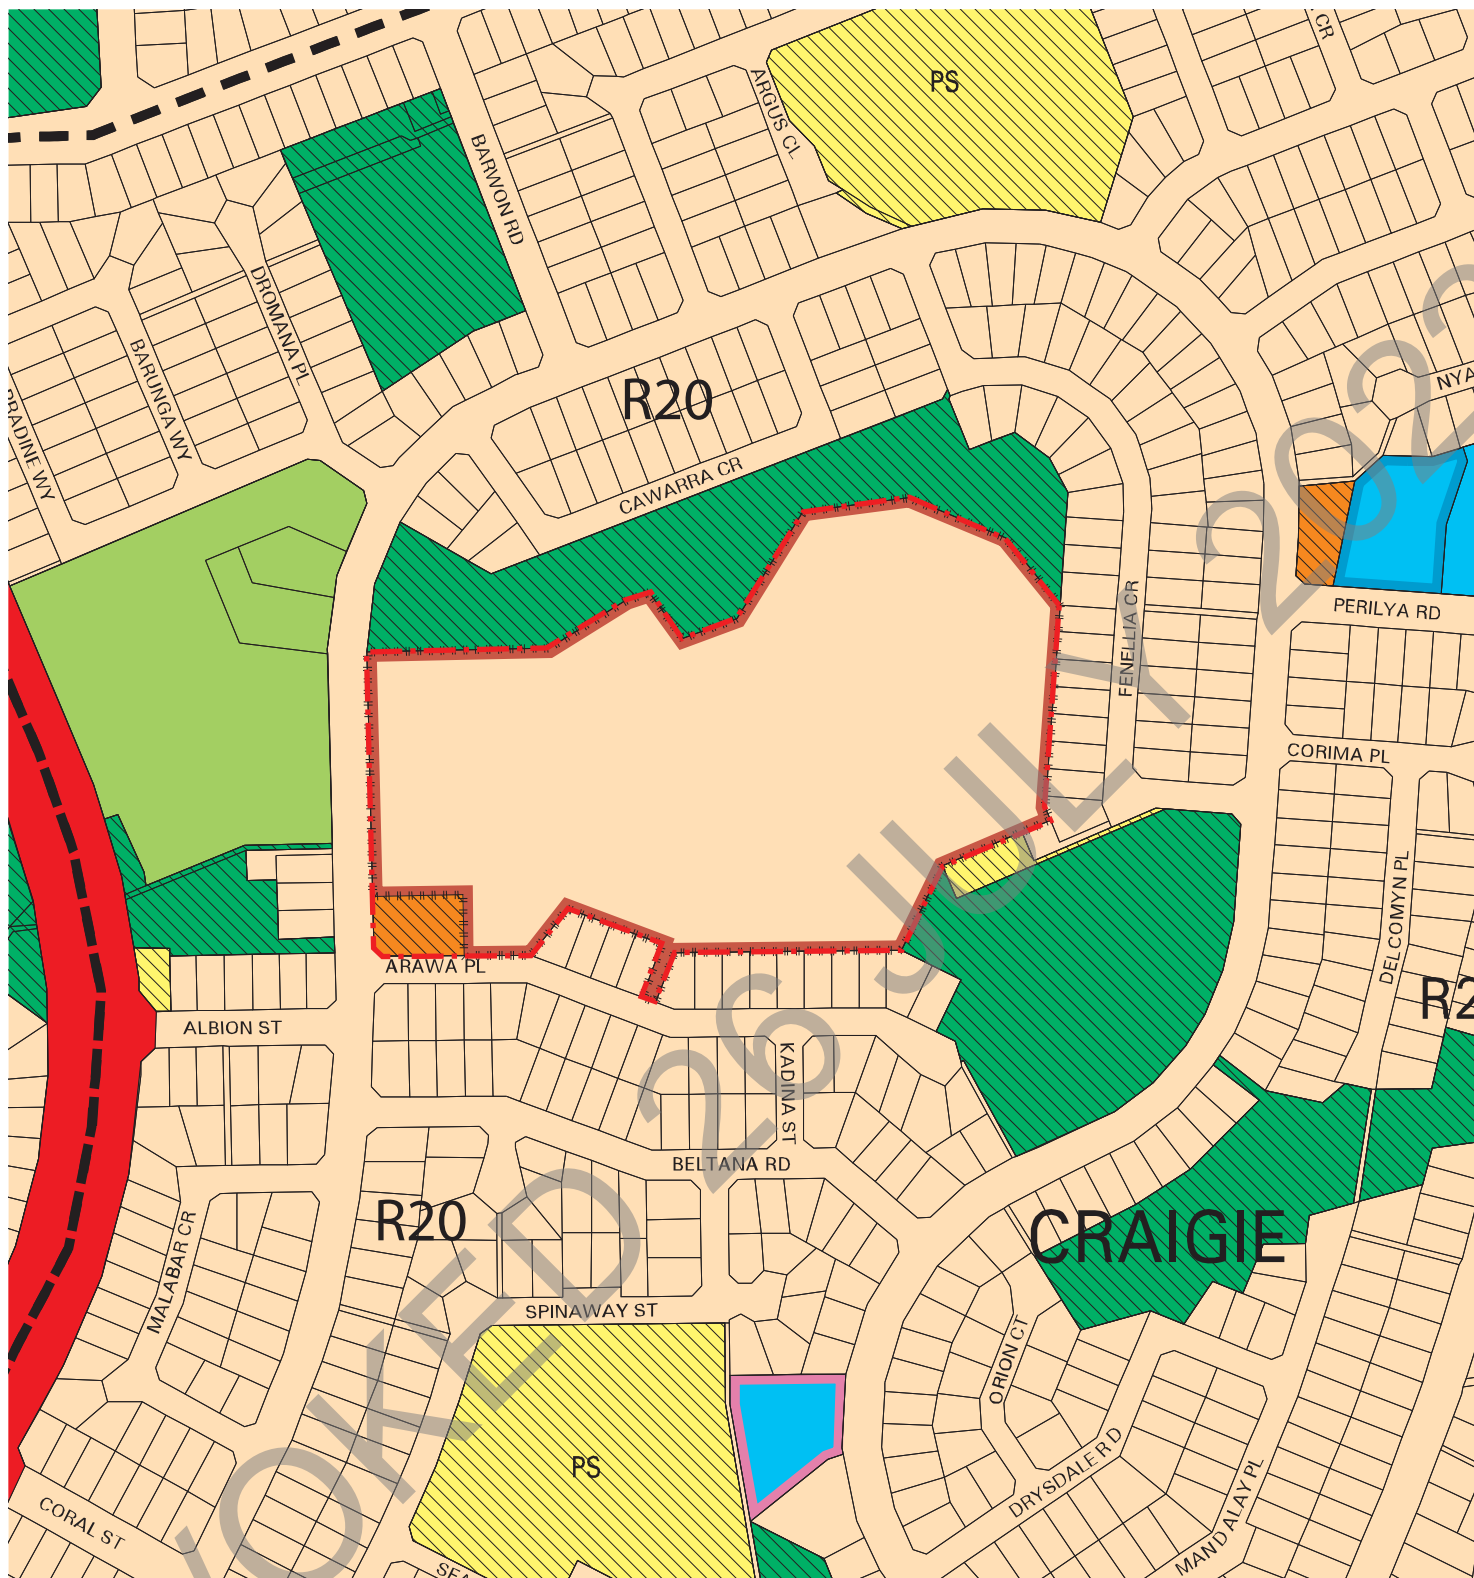 CR
PS
ARGUS CL
BARWON RD
DROMANA PL
BARUNGA WY
RADINE WY
NYA
R20
CAWARRA CR
FENELLIA CR
PERILYA RD
CORIMA PL
DELCOMYN PL
R2
ARAWA PL
ALBION ST
KADINA ST
BELTANA RD
R20
CRAIGIE
MALABAR CR
SPINAWAY ST
ORION CT
PS
DRYSDALE RD
MANDALAY PL
CORAL ST
SEA
OKED 26 JULY 202